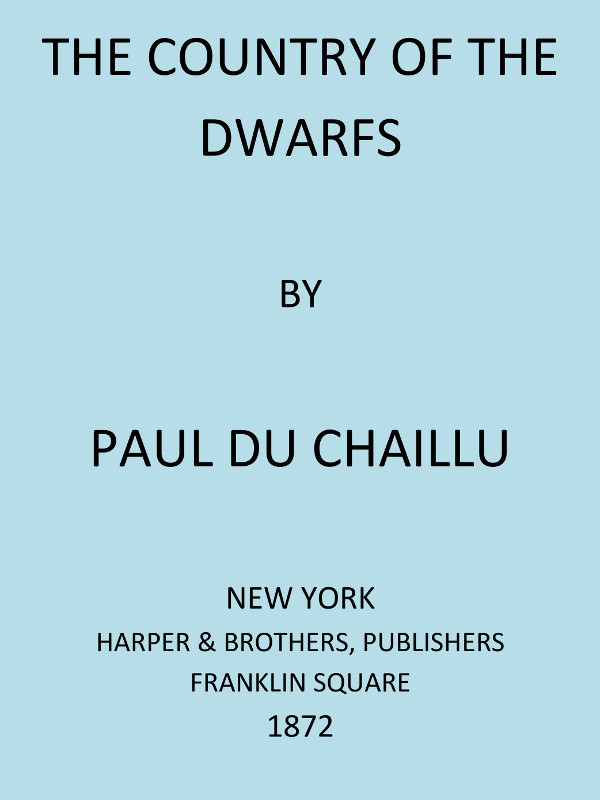 THE COUNTRY OF THE
DWARFS
BY
PAUL DU CHAILLU
NEW YORK
HARPER & BROTHERS, PUBLISHERS
FRANKLIN SQUARE
1872